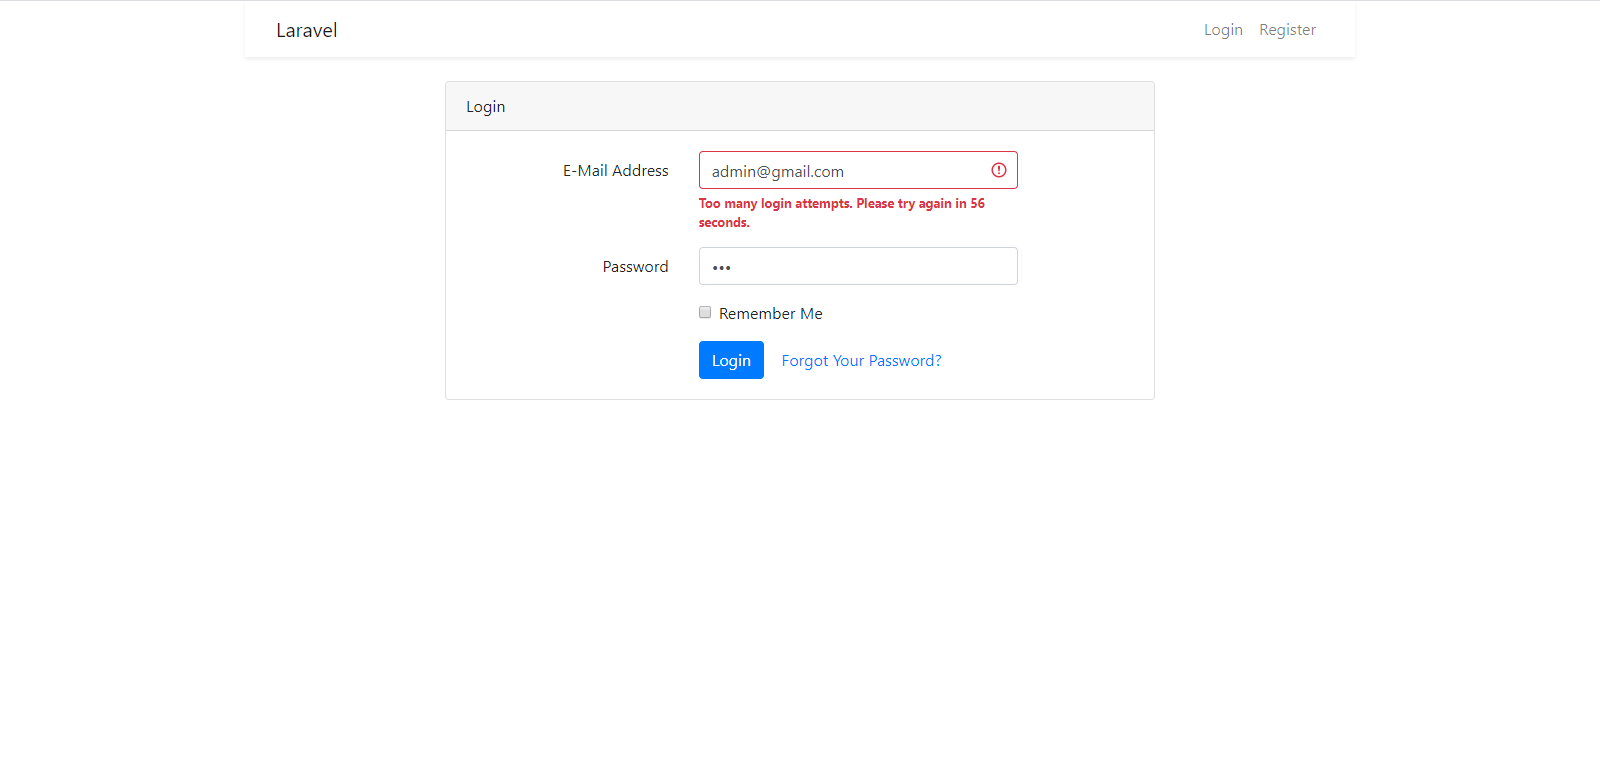 Laravel
Login Register
Login
E-Mail Address
admin@gmail.com
Too many login attempts. Please try again in 56
seconds.
Password
•••
Remember Me
Login Forgot Your Password?